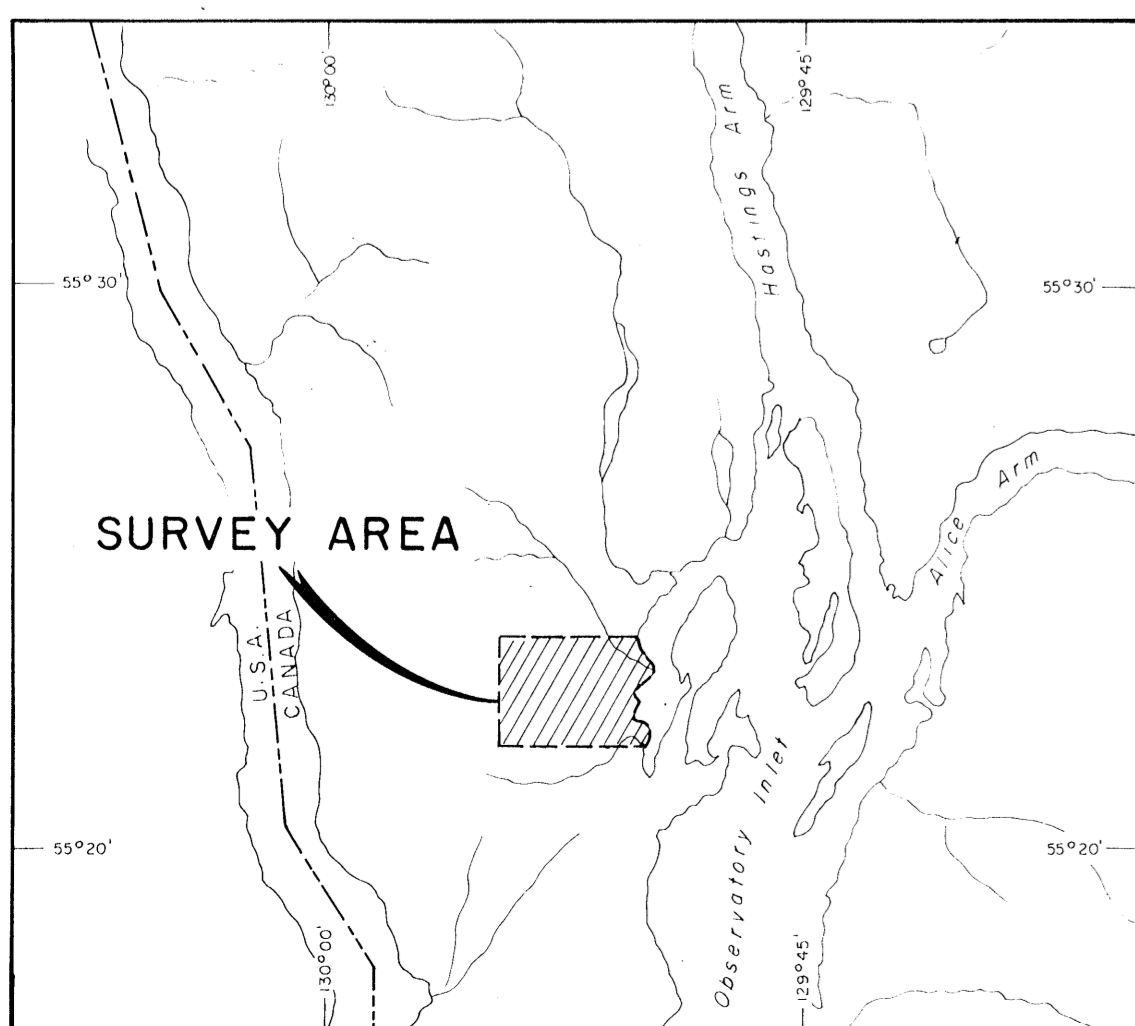 130°00'
129°45'
Hastings Arm
55°30'
55°30'
Alice Arm
SURVEY AREA
U.S.A.
CANADA
Observatory Inlet
55°20'
55°20'
130°00'
129°45'